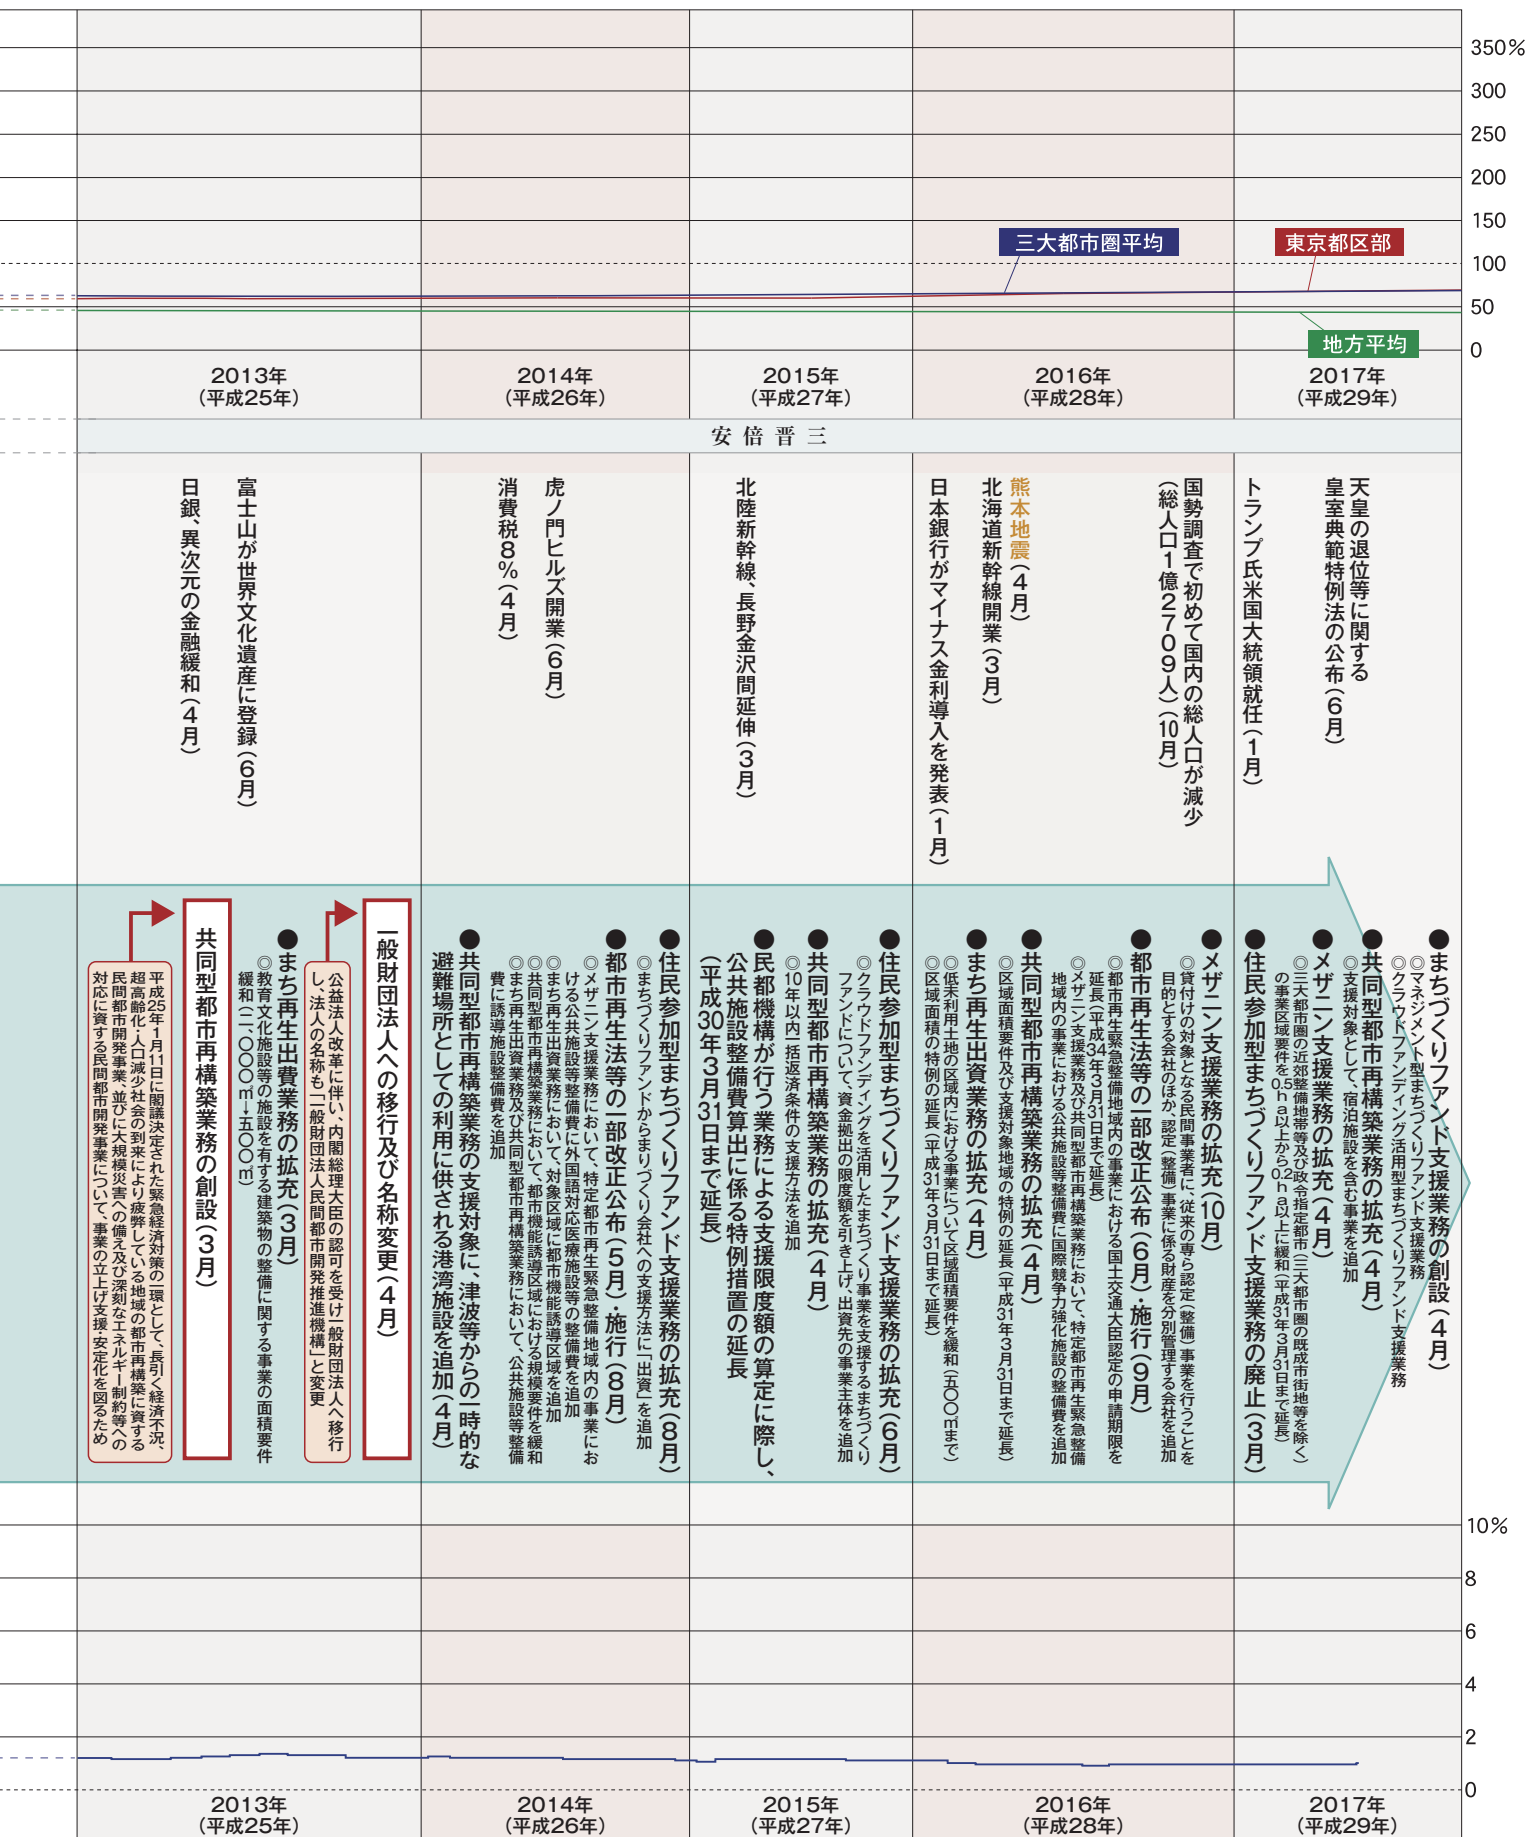 350%
300
250
200
150
100
50
0
三大都市圏平均
東京都区部
地方平均
2013年
(平成25年)
2014年
(平成26年)
2015年
(平成27年)
2016年
(平成28年)
2017年
(平成29年)
安倍晋三
日銀、異次元の金融緩和(4月)
富士山が世界文化遺産に登録(6月)
消費税8%(4月)
虎ノ門ヒルズ開業(6月)
北陸新幹線、長野金沢間延伸(3月)
日本銀行がマイナス金利導入を発表(1月)
北海道新幹線開業(3月)
熊本地震(4月)
国勢調査で初めて国内の総人口が減少
(総人口1億2709人)(10月)
トランプ氏米国大統領就任(1月)
天皇の退位等に関する
皇室典範特例法の公布(6月)
共同型都市再構築業務の創設(3月)
平成25年1月11日に閣議決定された緊急経済対策の一環として、長引く経済不況、
超高齢化・人口減少社会の到来により疲弊している地域の都市再構築に資する
民間都市開発事業、並びに大規模災害への備え及び深刻なエネルギー制約等への
対応に資する民間都市開発事業について、事業の立上げ支援・安定化を図るため
●まち再生出費業務の拡充(3月)
◎教育文化施設等の施設を有する建築物の整備に関する事業の面積要件
緩和(二、〇〇〇㎡→五〇〇㎡)
一般財団法人への移行及び名称変更(4月)
公益法人改革に伴い、内閣総理大臣の認可を受け一般財団法人へ移行
し、法人の名称も「一般財団法人民間都市開発推進機構」と変更
●共同型都市再構築業務の支援対象に、津波等からの一時的な
避難場所としての利用に供される港湾施設を追加(4月)
●都市再生法等の一部改正公布(5月)・施行(8月)
◎メザニン支援業務において、特定都市再生緊急整備地域内の事業にお
ける公共施設等整備費に外国語対応医療施設等の整備費を追加
◎まち再生出資業務において、対象区域に都市機能誘導区域を追加
◎共同型都市再構築業務において、都市機能誘導区域における規模要件を緩和
◎まち再生出資業務及び共同型都市再構築業務において、公共施設等整備
費に誘導施設整備費を追加
●住民参加型まちづくりファンド支援業務の拡充(8月)
◎まちづくりファンドからまちづくり会社への支援方法に「出資」を追加
●民都機構が行う業務による支援限度額の算定に際し、
公共施設整備費算出に係る特例措置の延長
(平成30年3月31日まで延長)
●共同型都市再構築業務の拡充(4月)
◎10年以内一括返済条件の支援方法を追加
●住民参加型まちづくりファンド支援業務の拡充(6月)
◎クラウドファンディングを活用したまちづくり事業を支援するまちづくり
ファンドについて、資金拠出の限度額を引き上げ、出資先の事業主体を追加
●まち再生出資業務の拡充(4月)
◎低未利用土地の区域内における事業について区域面積要件を緩和(五〇〇㎡まで)
◎区域面積の特例の延長(平成31年3月31日まで延長)
●共同型都市再構築業務の拡充(4月)
◎区域面積要件及び支援対象地域の特例の延長(平成31年3月31日まで延長)
●都市再生法等の一部改正公布(6月)・施行(9月)
◎都市再生緊急整備地域内の事業における国土交通大臣認定の申請期限を
延長(平成34年3月31日まで延長)
◎メザニン支援業務及び共同型都市再構築業務において、特定都市再生緊急整備
地域内の事業における公共施設等整備費に国際競争力強化施設の整備費を追加
●メザニン支援業務の拡充(10月)
◎貸付けの対象となる民間事業者に、従来の専ら認定(整備)事業を行うことを
目的とする会社のほか、認定(整備)事業に係る財産を分別管理する会社を追加
●住民参加型まちづくりファンド支援業務の廃止(3月)
●メザニン支援業務の拡充(4月)
◎三大都市圏の近郊整備地帯等及び政令指定都市(三大都市圏の既成市街地等を除く)
の事業区域要件を0.5ha以上から0.2ha以上に緩和(平成31年3月31日まで延長)
●共同型都市再構築業務の拡充(4月)
◎支援対象として、宿泊施設を含む事業を追加
●まちづくりファンド支援業務の創設(4月)
◎マネジメント型まちづくりファンド支援業務
◎クラウドファンディング活用型まちづくりファンド支援業務
10%
8
6
4
2
0
2013年
(平成25年)
2014年
(平成26年)
2015年
(平成27年)
2016年
(平成28年)
2017年
(平成29年)